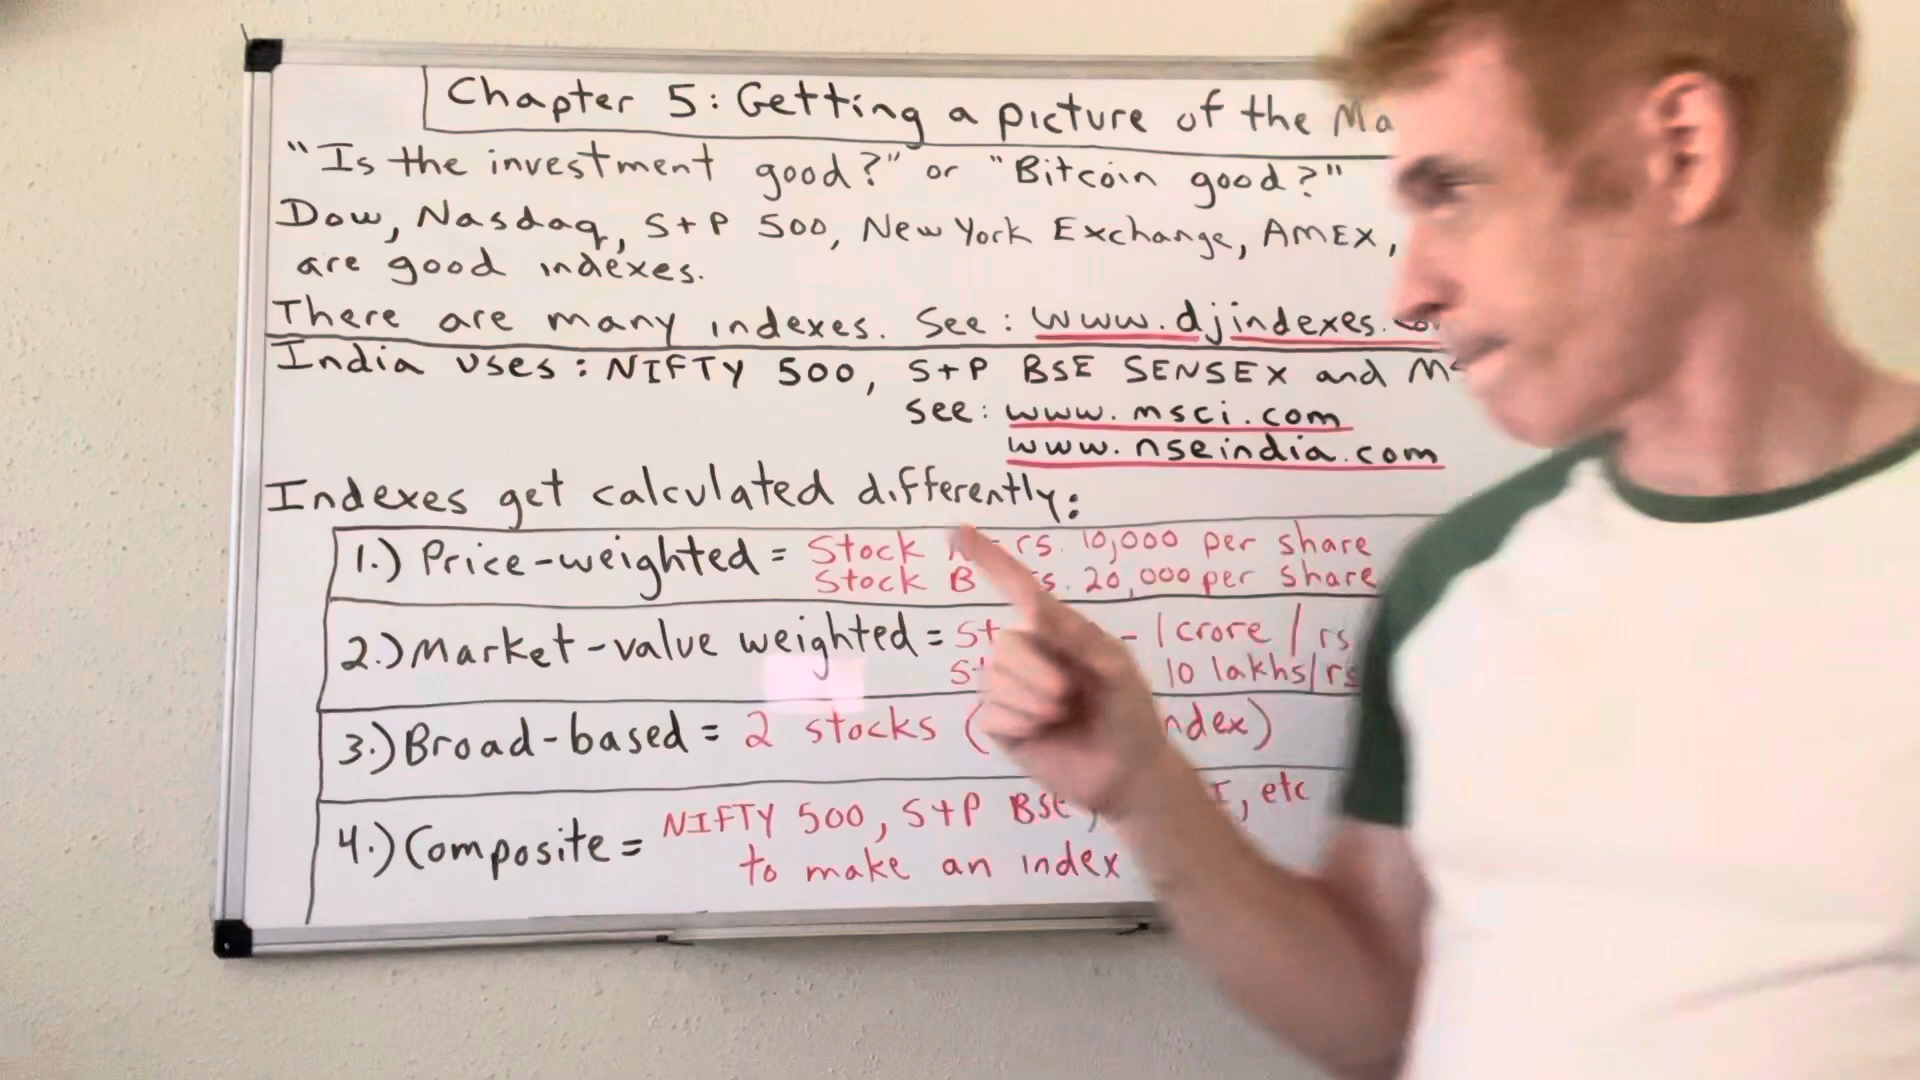 Chapter 5: Getting a picture of the Ma
"Is the investment good?" or "Bitcoin good?"
Dow, Nasdaq, S+P 500, New York Exchange, AMEX,
are good indexes.
There are many indexes. See: www.djindexes.
India uses: NIFTY 500, S+P BSE SENSEX and
See: www.msci.com
www.nseindia.com
Indexes get calculated differently:
1.) Price-weighted = Stock rs. 10,000 per share
Stock B rs. 20,000 per share
2.) Market-value weighted = - 1 crore / rs
10 lakhs/rs
3.) Broad-based = 2 stocks ( ndex)
4.) Composite = NIFTY 500, S+P BSE, , etc
to make an index